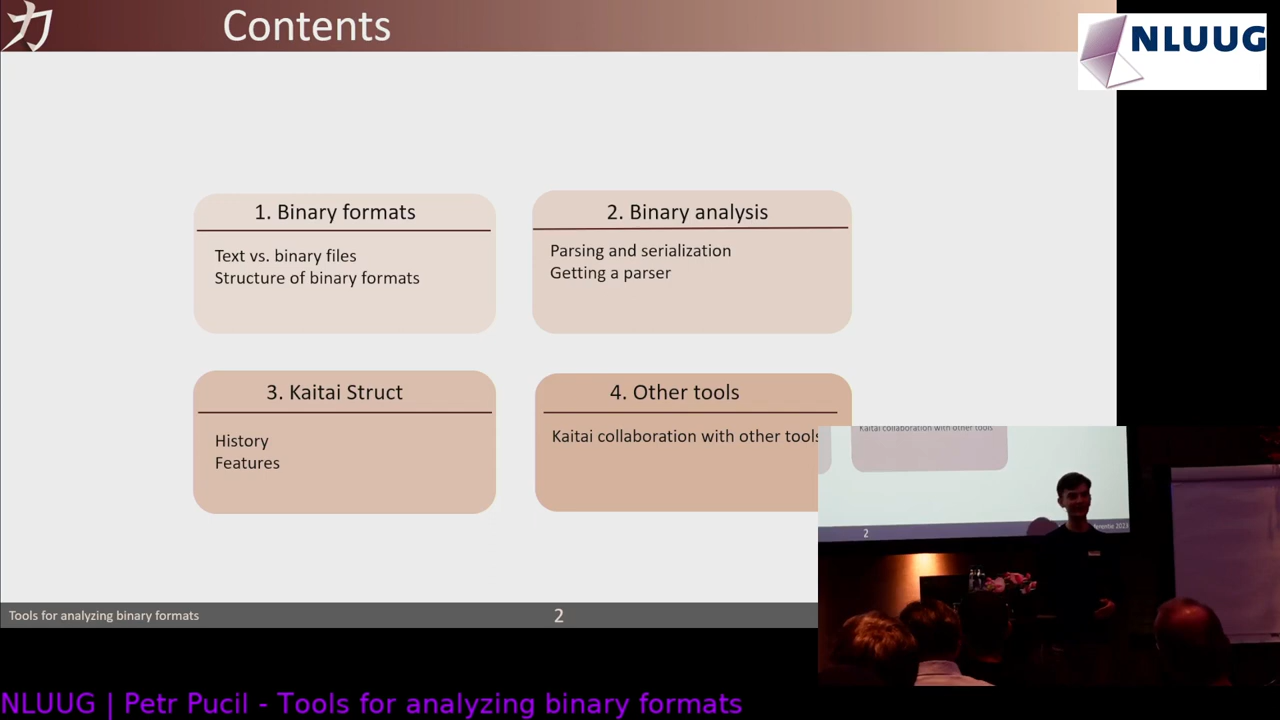 力
Contents
NLUUG
1. Binary formats
Text vs. binary files
Structure of binary formats
2. Binary analysis
Parsing and serialization
Getting a parser
3. Kaitai Struct
History
Features
4. Other tools
Kaitai collaboration with other tools
Kaitai collaboration with other tools
2
2023
Tools for analyzing binary formats
2
NLUUG | Petr Pucil - Tools for analyzing binary formats